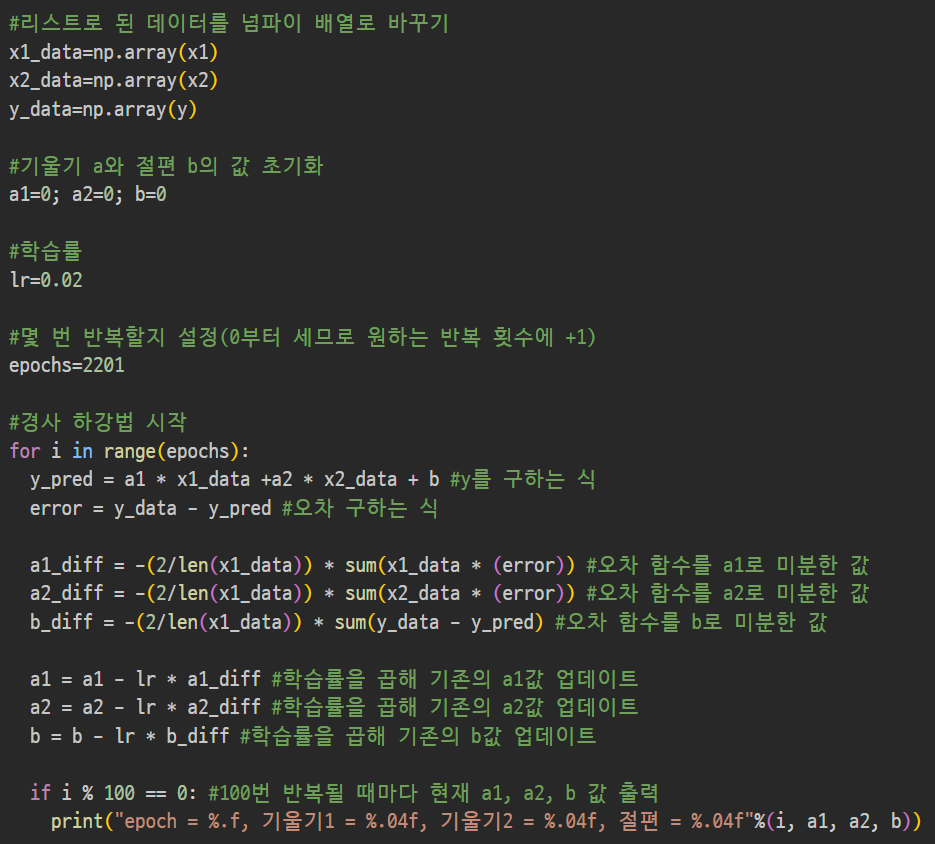 #리스트로 된 데이터를 넘파이 배열로 바꾸기
x1_data=np.array(x1)
x2_data=np.array(x2)
y_data=np.array(y)
#기울기 a와 절편 b의 값 초기화
a1=0; a2=0; b=0
#학습률
lr=0.02
#몇 번 반복할지 설정(0부터 세므로 원하는 반복 횟수에 +1)
epochs=2201
#경사 하강법 시작
for i in range(epochs):
  y_pred = a1 * x1_data +a2 * x2_data + b #y를 구하는 식
  error = y_data - y_pred #오차 구하는 식
  a1_diff = -(2/len(x1_data)) * sum(x1_data * (error)) #오차 함수를 a1로 미분한 값
  a2_diff = -(2/len(x1_data)) * sum(x2_data * (error)) #오차 함수를 a2로 미분한 값
  b_diff = -(2/len(x1_data)) * sum(y_data - y_pred) #오차 함수를 b로 미분한 값
  a1 = a1 - lr * a1_diff #학습률을 곱해 기존의 a1값 업데이트
  a2 = a2 - lr * a2_diff #학습률을 곱해 기존의 a2값 업데이트
  b = b - lr * b_diff #학습률을 곱해 기존의 b값 업데이트
  if i % 100 == 0: #100번 반복될 때마다 현재 a1, a2, b 값 출력
    print("epoch = %.f, 기울기1 = %.04f, 기울기2 = %.04f, 절편 = %.04f"%(i, a1, a2, b))